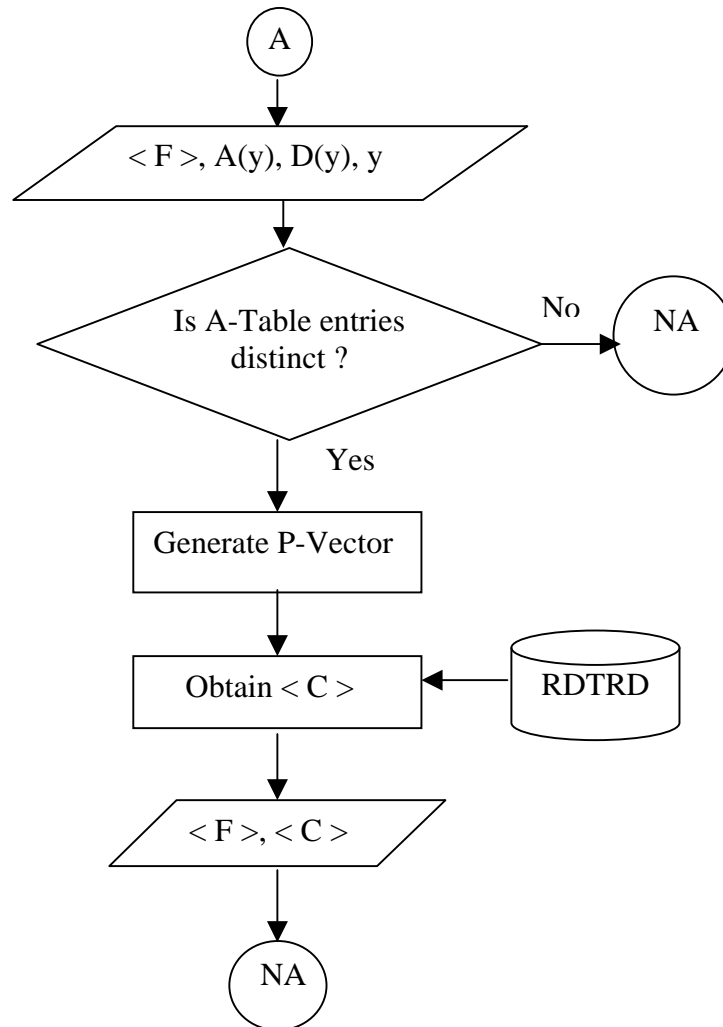 A
< F >, A(y), D(y), y
Is A-Table entries
distinct ?
No
NA
Yes
Generate P-Vector
Obtain < C >
RDTRD
< F >, < C >
NA